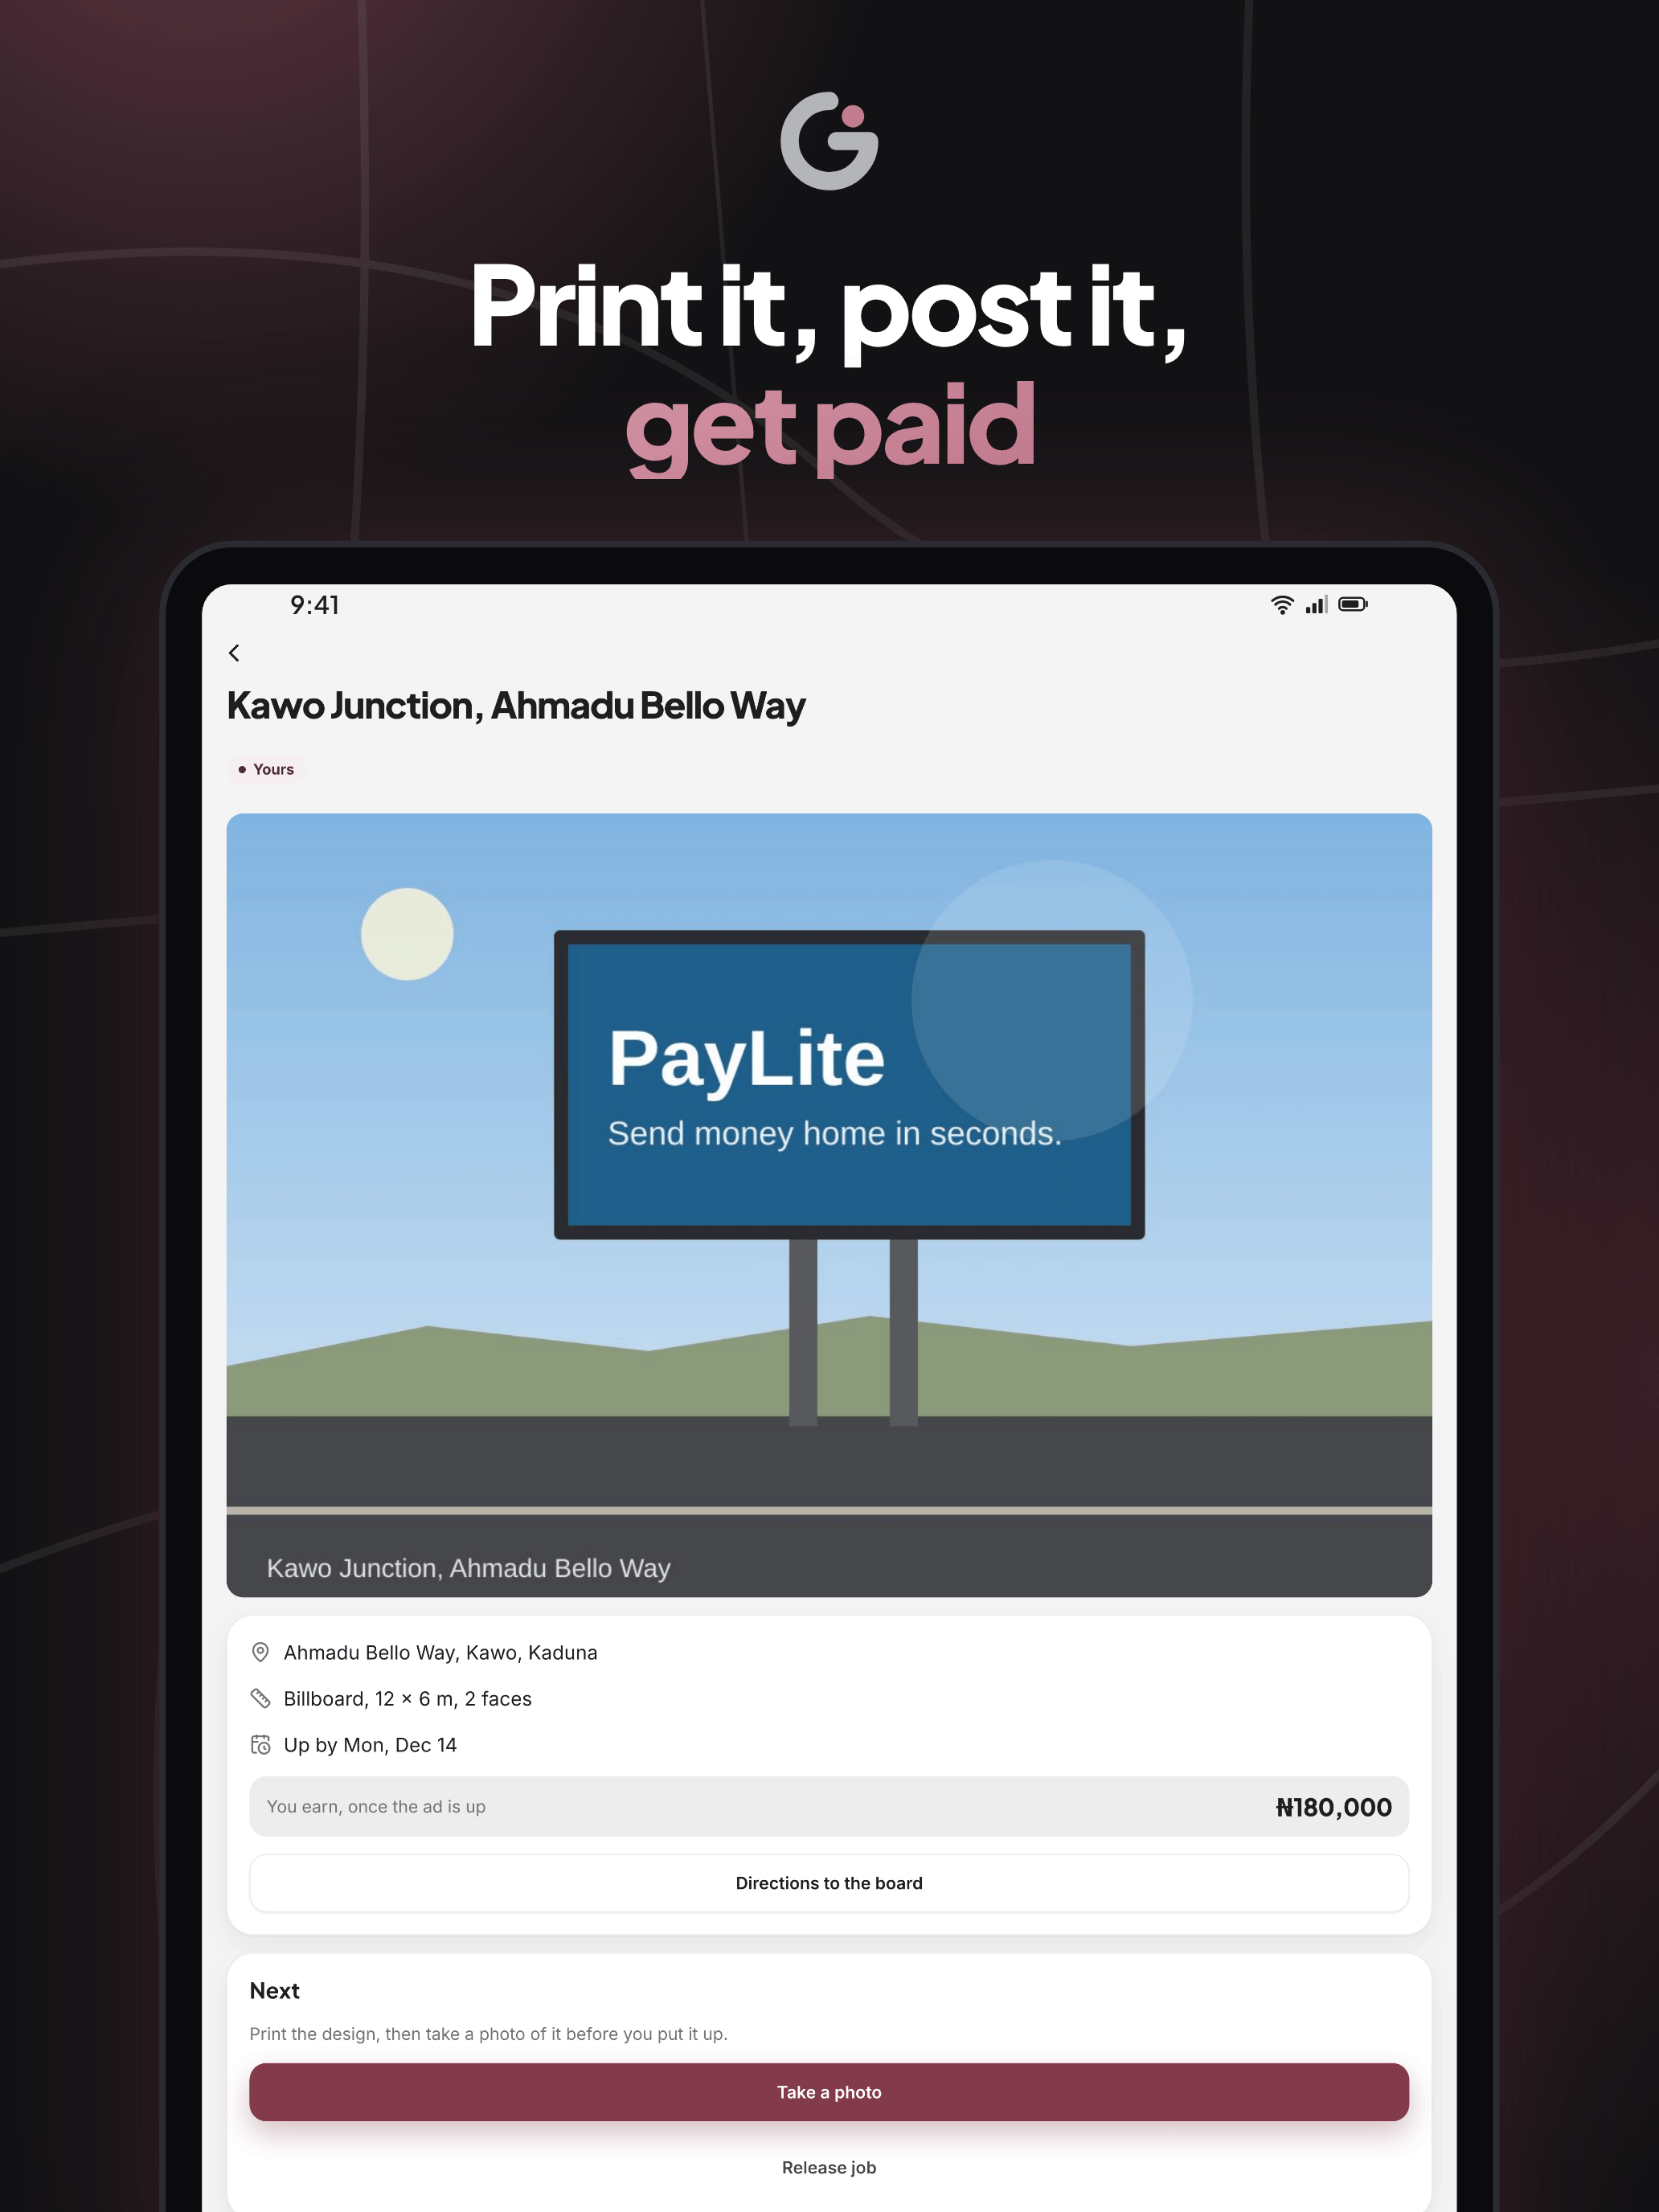 Print it, post it,
get paid
9:41
Kawo Junction, Ahmadu Bello Way
Yours
PayLite
Send money home in seconds.
Kawo Junction, Ahmadu Bello Way
Ahmadu Bello Way, Kawo, Kaduna
Billboard, 12 × 6 m, 2 faces
Up by Mon, Dec 14
You earn, once the ad is up
₦180,000
Directions to the board
Next
Print the design, then take a photo of it before you put it up.
Take a photo
Release job